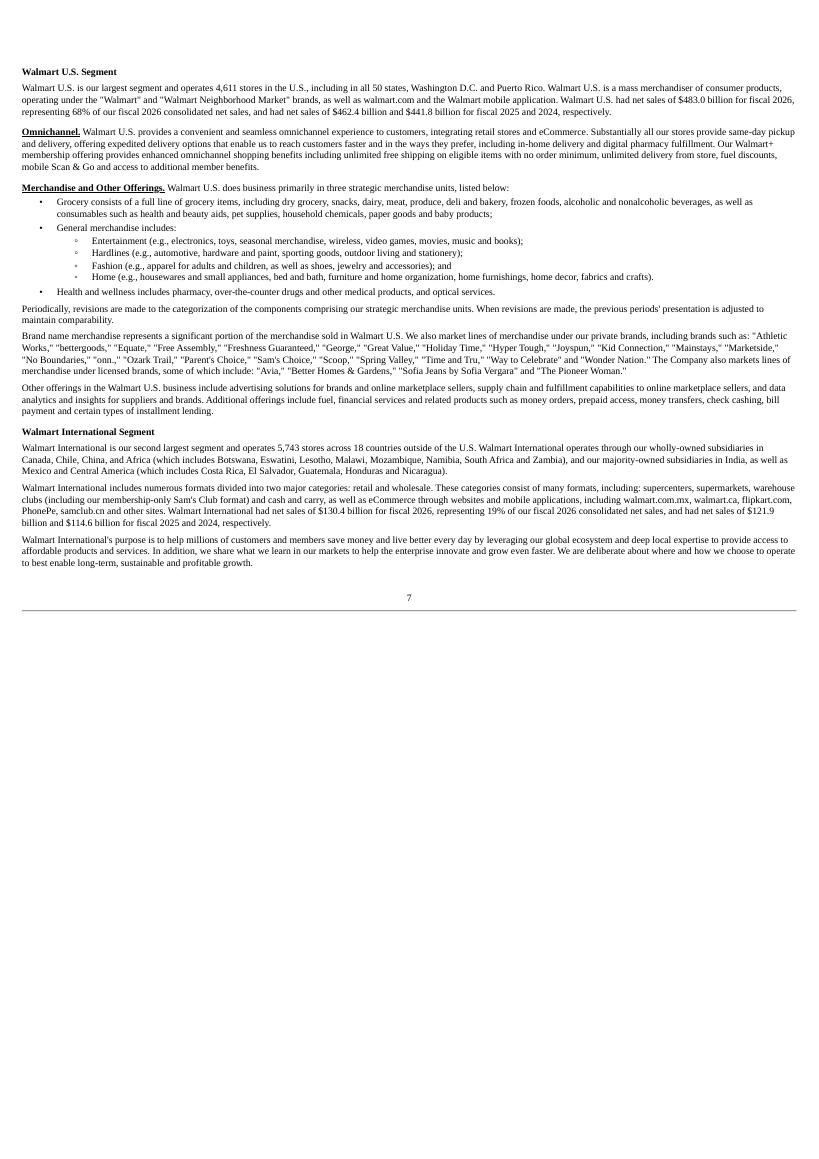 Walmart U.S. Segment
Walmart U.S. is our largest segment and operates 4,611 stores in the U.S., including in all 50 states, Washington D.C. and Puerto Rico. Walmart U.S. is a mass merchandiser of consumer products,
operating under the "Walmart" and "Walmart Neighborhood Market" brands, as well as walmart.com and the Walmart mobile application. Walmart U.S. had net sales of $483.0 billion for fiscal 2026,
representing 68% of our fiscal 2026 consolidated net sales, and had net sales of $462.4 billion and $441.8 billion for fiscal 2025 and 2024, respectively.
Omnichannel. Walmart U.S. provides a convenient and seamless omnichannel experience to customers, integrating retail stores and eCommerce. Substantially all our stores provide same-day pickup
and delivery, offering expedited delivery options that enable us to reach customers faster and in the ways they prefer, including in-home delivery and digital pharmacy fulfillment. Our Walmart+
membership offering provides enhanced omnichannel shopping benefits including unlimited free shipping on eligible items with no order minimum, unlimited delivery from store, fuel discounts,
mobile Scan & Go and access to additional member benefits.
Merchandise and Other Offerings. Walmart U.S. does business primarily in three strategic merchandise units, listed below:
• Grocery consists of a full line of grocery items, including dry grocery, snacks, dairy, meat, produce, deli and bakery, frozen foods, alcoholic and nonalcoholic beverages, as well as
consumables such as health and beauty aids, pet supplies, household chemicals, paper goods and baby products;
• General merchandise includes:
◦ Entertainment (e.g., electronics, toys, seasonal merchandise, wireless, video games, movies, music and books);
◦ Hardlines (e.g., automotive, hardware and paint, sporting goods, outdoor living and stationery);
◦ Fashion (e.g., apparel for adults and children, as well as shoes, jewelry and accessories); and
◦ Home (e.g., housewares and small appliances, bed and bath, furniture and home organization, home furnishings, home decor, fabrics and crafts).
• Health and wellness includes pharmacy, over-the-counter drugs and other medical products, and optical services.
Periodically, revisions are made to the categorization of the components comprising our strategic merchandise units. When revisions are made, the previous periods' presentation is adjusted to
maintain comparability.
Brand name merchandise represents a significant portion of the merchandise sold in Walmart U.S. We also market lines of merchandise under our private brands, including brands such as: "Athletic
Works," "bettergoods," "Equate," "Free Assembly," "Freshness Guaranteed," "George," "Great Value," "Holiday Time," "Hyper Tough," "Joyspun," "Kid Connection," "Mainstays," "Marketside,"
"No Boundaries," "onn.," "Ozark Trail," "Parent's Choice," "Sam's Choice," "Scoop," "Spring Valley," "Time and Tru," "Way to Celebrate" and "Wonder Nation." The Company also markets lines of
merchandise under licensed brands, some of which include: "Avia," "Better Homes & Gardens," "Sofia Jeans by Sofia Vergara" and "The Pioneer Woman."
Other offerings in the Walmart U.S. business include advertising solutions for brands and online marketplace sellers, supply chain and fulfillment capabilities to online marketplace sellers, and data
analytics and insights for suppliers and brands. Additional offerings include fuel, financial services and related products such as money orders, prepaid access, money transfers, check cashing, bill
payment and certain types of installment lending.
Walmart International Segment
Walmart International is our second largest segment and operates 5,743 stores across 18 countries outside of the U.S. Walmart International operates through our wholly-owned subsidiaries in
Canada, Chile, China, and Africa (which includes Botswana, Eswatini, Lesotho, Malawi, Mozambique, Namibia, South Africa and Zambia), and our majority-owned subsidiaries in India, as well as
Mexico and Central America (which includes Costa Rica, El Salvador, Guatemala, Honduras and Nicaragua).
Walmart International includes numerous formats divided into two major categories: retail and wholesale. These categories consist of many formats, including: supercenters, supermarkets, warehouse
clubs (including our membership-only Sam's Club format) and cash and carry, as well as eCommerce through websites and mobile applications, including walmart.com.mx, walmart.ca, flipkart.com,
PhonePe, samclub.cn and other sites. Walmart International had net sales of $130.4 billion for fiscal 2026, representing 19% of our fiscal 2026 consolidated net sales, and had net sales of $121.9
billion and $114.6 billion for fiscal 2025 and 2024, respectively.
Walmart International's purpose is to help millions of customers and members save money and live better every day by leveraging our global ecosystem and deep local expertise to provide access to
affordable products and services. In addition, we share what we learn in our markets to help the enterprise innovate and grow even faster. We are deliberate about where and how we choose to operate
to best enable long-term, sustainable and profitable growth.
7